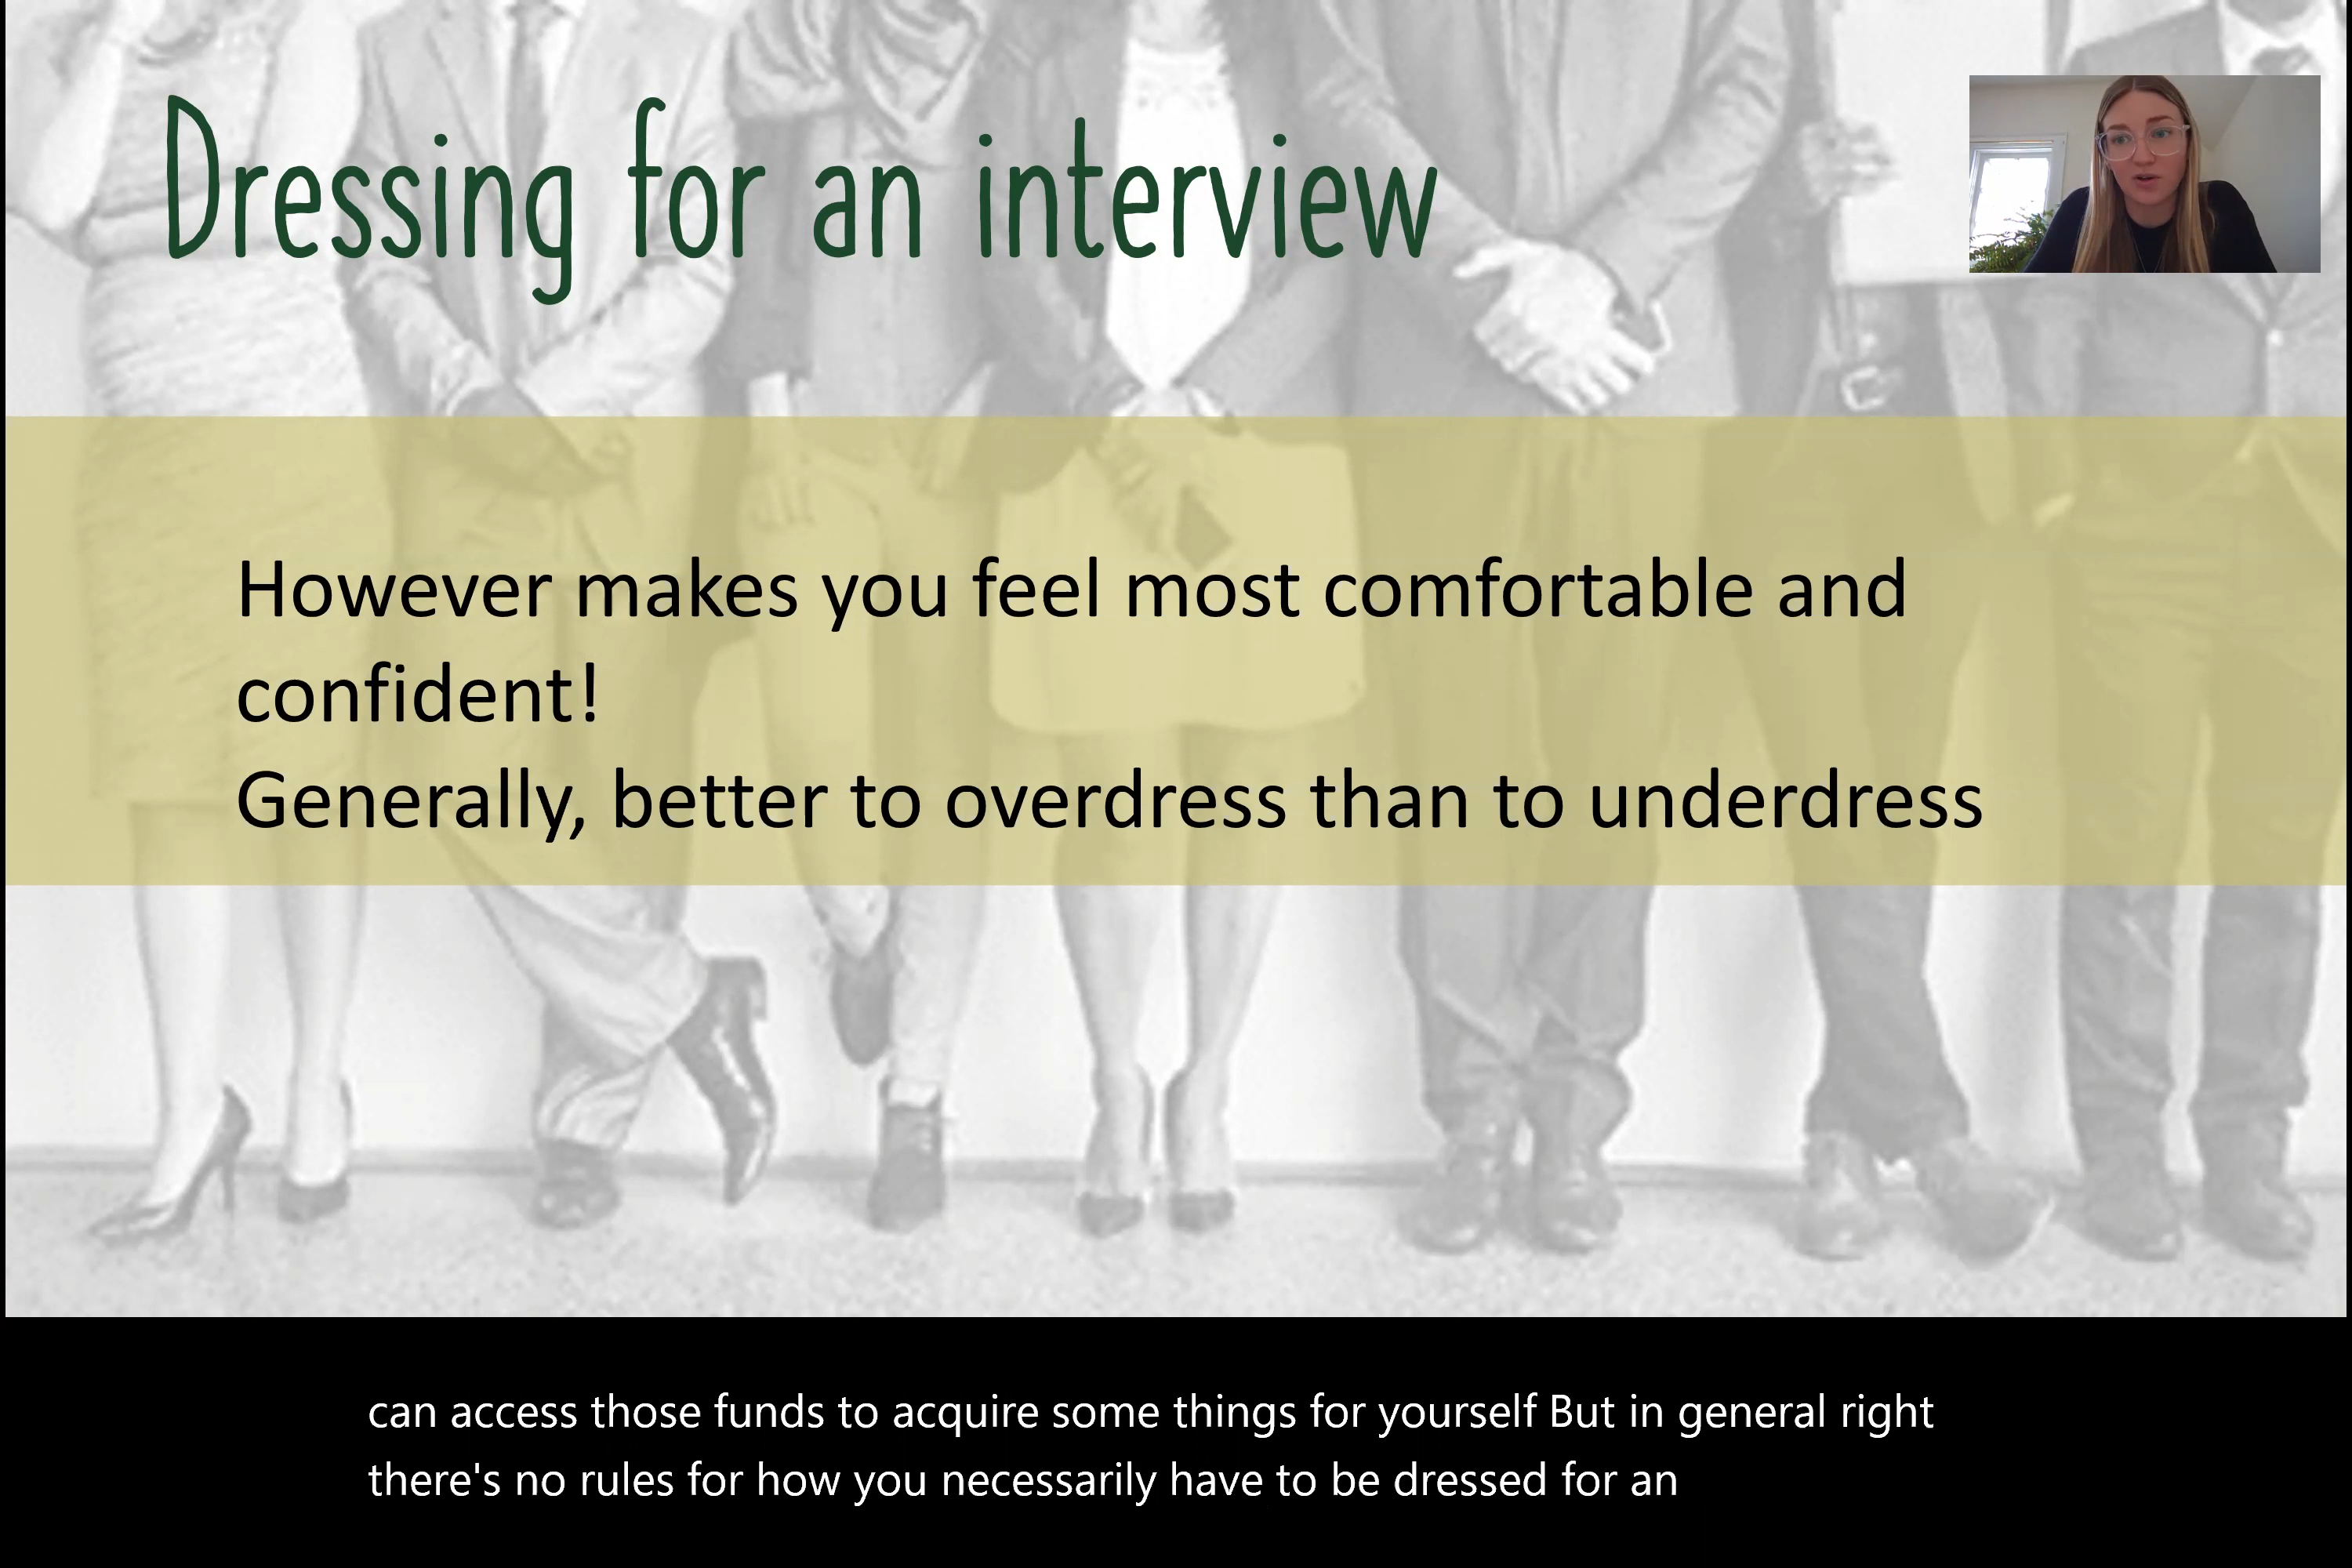 Dressing for an interview
However makes you feel most comfortable and
confident!
Generally, better to overdress than to underdress
can access those funds to acquire some things for yourself But in general right
there's no rules for how you necessarily have to be dressed for an